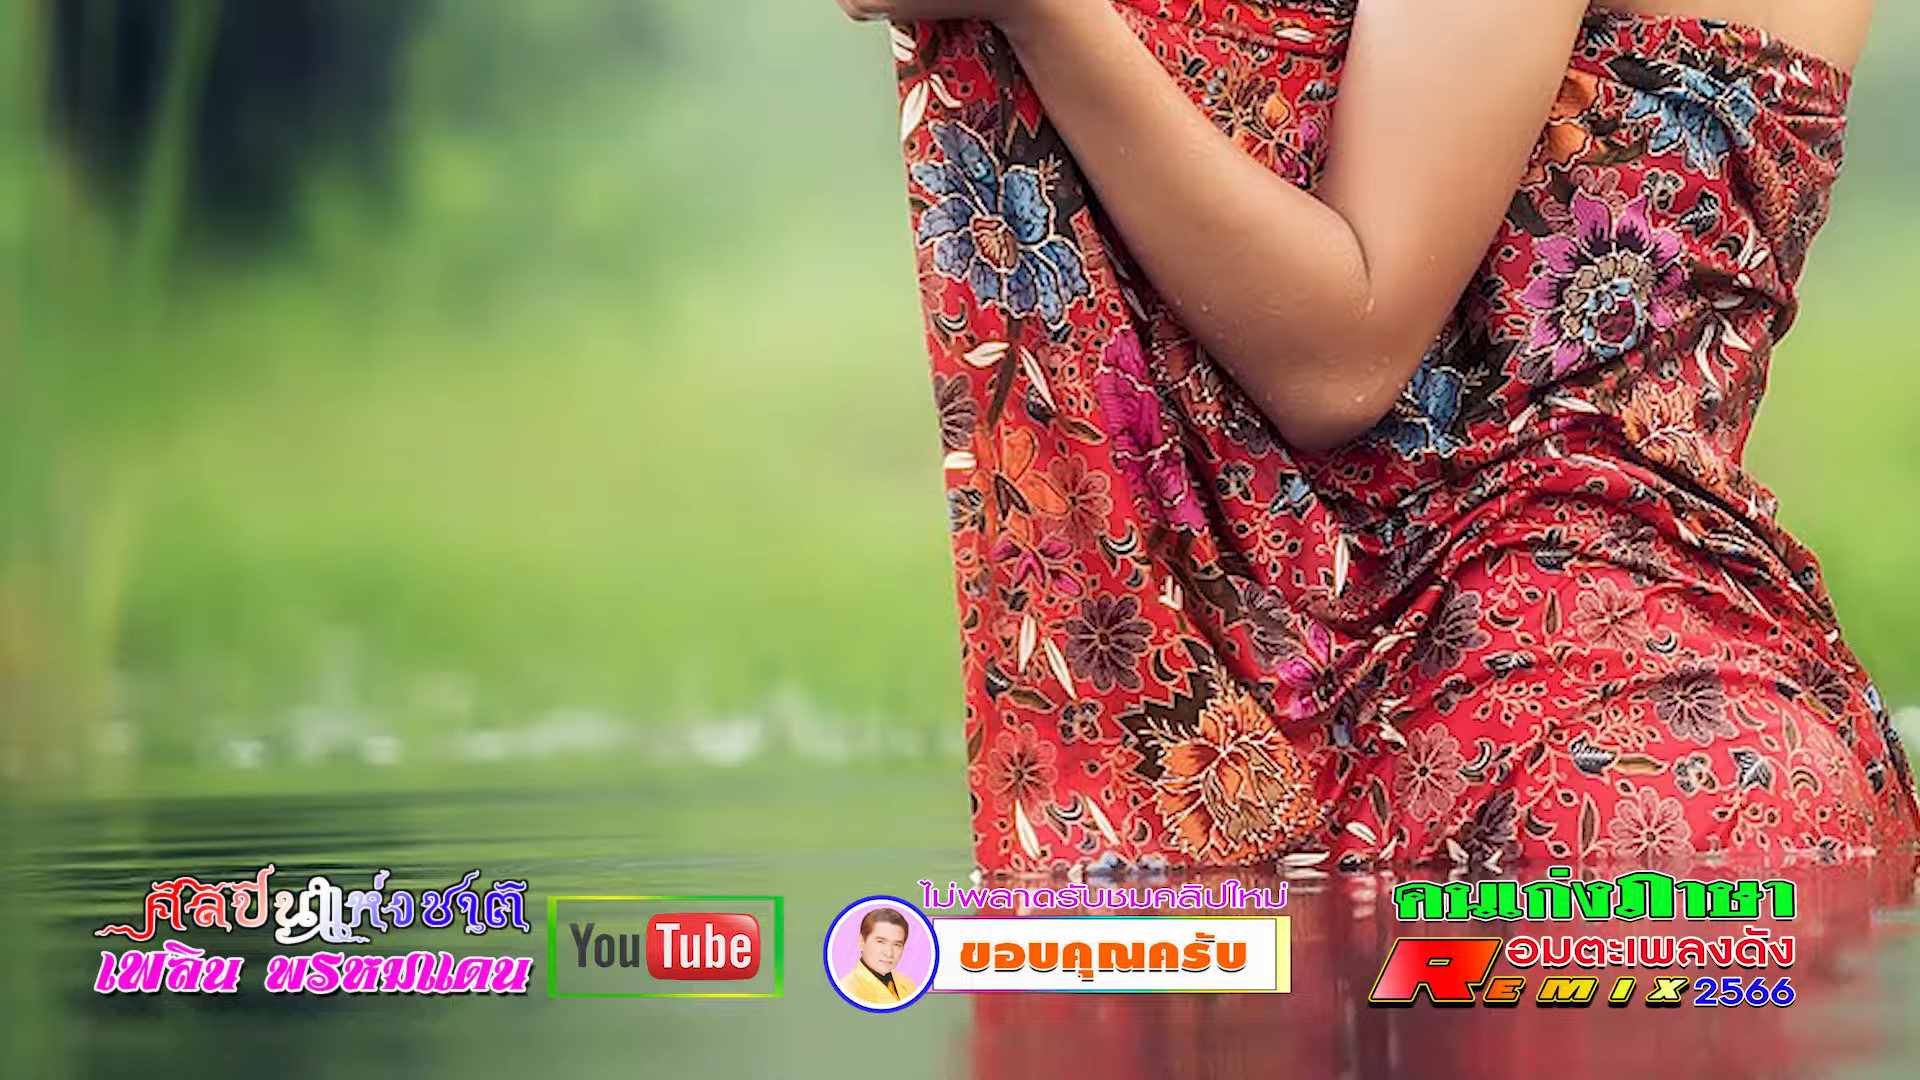 ศิลปินแห่งชาติ
เพลิน พรหมแดน
YouTube
ไม่พลาดรับชมคลิปใหม่
ขอบคุณครับ
คนเก่งภาษา
อมตะเพลงดัง
REMIX 2566